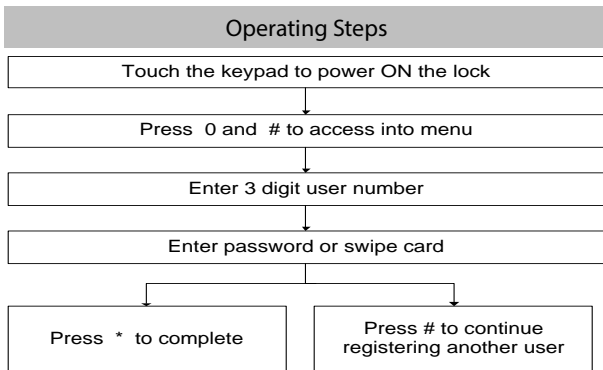 Operating Steps
Touch the keypad to power ON the lock
Press 0 and # to access into menu
Enter 3 digit user number
Enter password or swipe card
Press * to complete
Press # to continue
registering another user